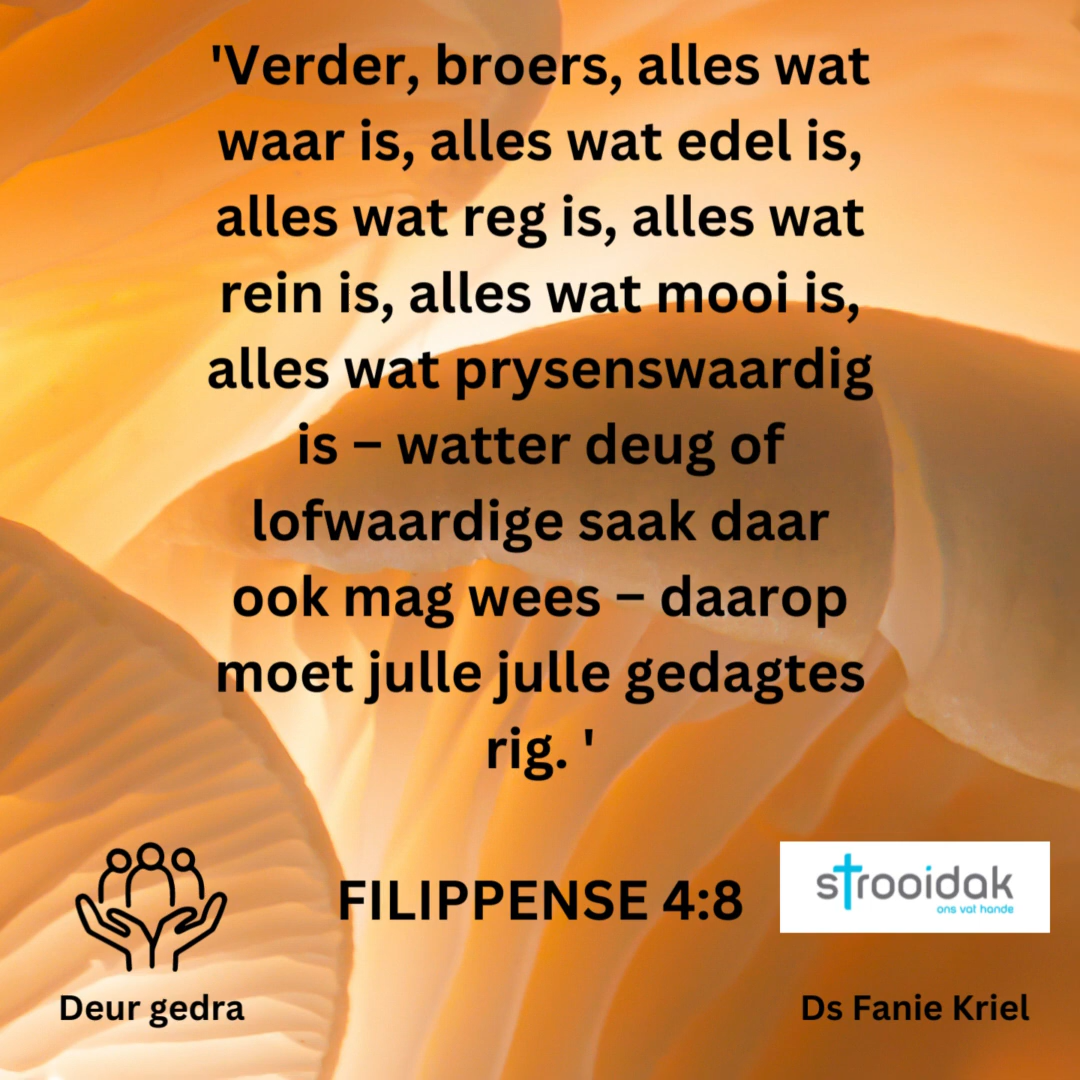 'Verder, broers, alles wat
waar is, alles wat edel is,
alles wat reg is, alles wat
rein is, alles wat mooi is,
alles wat prysenswaardig
is – watter deug of
lofwaardige saak daar
ook mag wees – daarop
moet julle julle gedagtes
rig. '
FILIPPENSE 4:8
strooidak
ons vat hande
Deur gedra
Ds Fanie Kriel